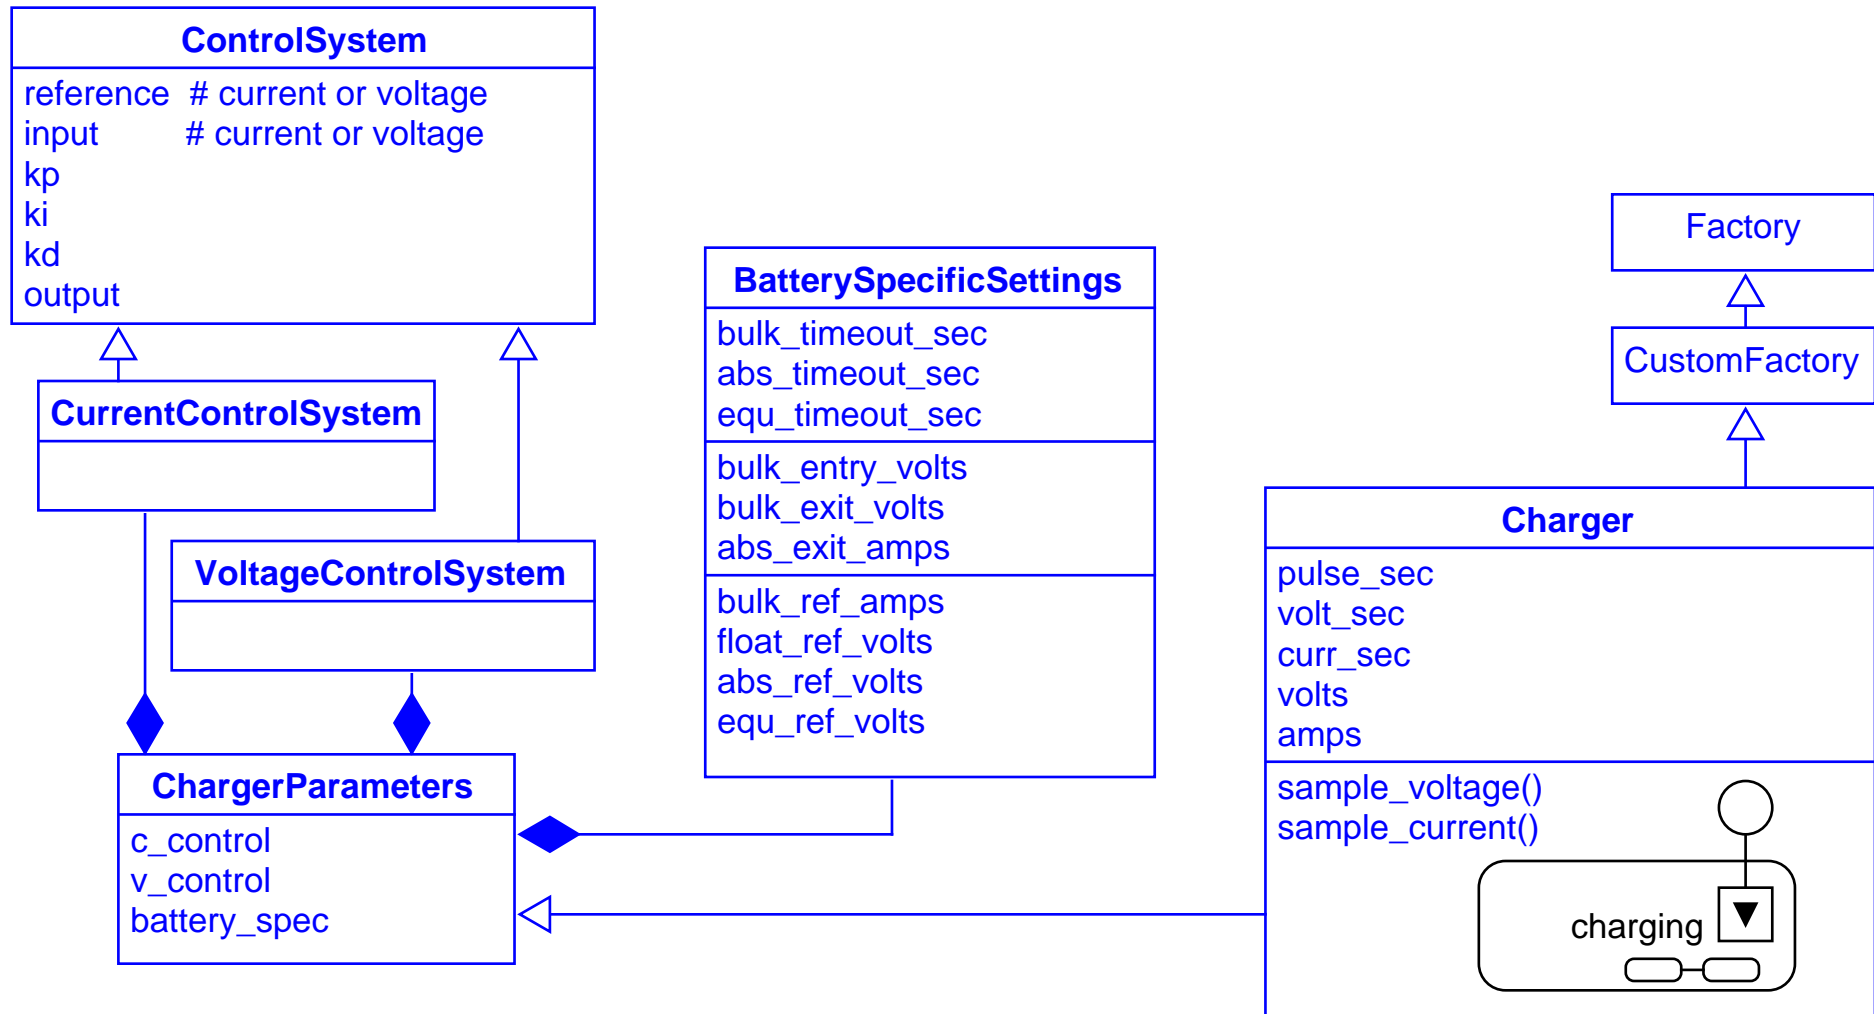 ControlSystem
reference # current or voltage
input # current or voltage
kp
ki
kd
output
CurrentControlSystem
VoltageControlSystem
ChargerParameters
c_control
v_control
battery_spec
BatterySpecificSettings
bulk_timeout_sec
abs_timeout_sec
equ_timeout_sec
bulk_entry_volts
bulk_exit_volts
abs_exit_amps
bulk_ref_amps
float_ref_volts
abs_ref_volts
equ_ref_volts
Factory
CustomFactory
Charger
pulse_sec
volt_sec
curr_sec
volts
amps
sample_voltage()
sample_current()
charging